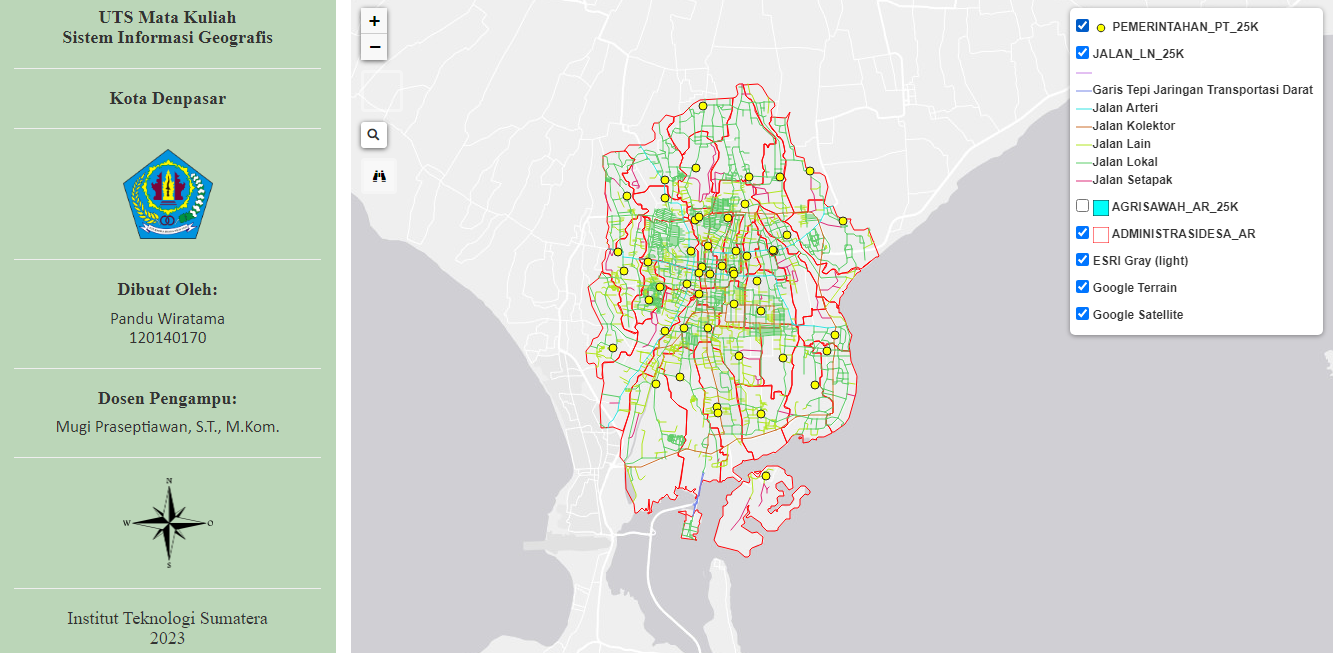 UTS Mata Kuliah
Sistem Informasi Geografis
Kota Denpasar
Dibuat Oleh:
Pandu Wiratama
120140170
Dosen Pengampu:
Mugi Praseptiawan, S.T., M.Kom.
N
W O
S
Institut Teknologi Sumatera
2023
+
−
PEMERINTAHAN_PT_25K
JALAN_LN_25K
Garis Tepi Jaringan Transportasi Darat
Jalan Arteri
Jalan Kolektor
Jalan Lain
Jalan Lokal
Jalan Setapak
AGRISAWAH_AR_25K
ADMINISTRASIDESA_AR
ESRI Gray (light)
Google Terrain
Google Satellite